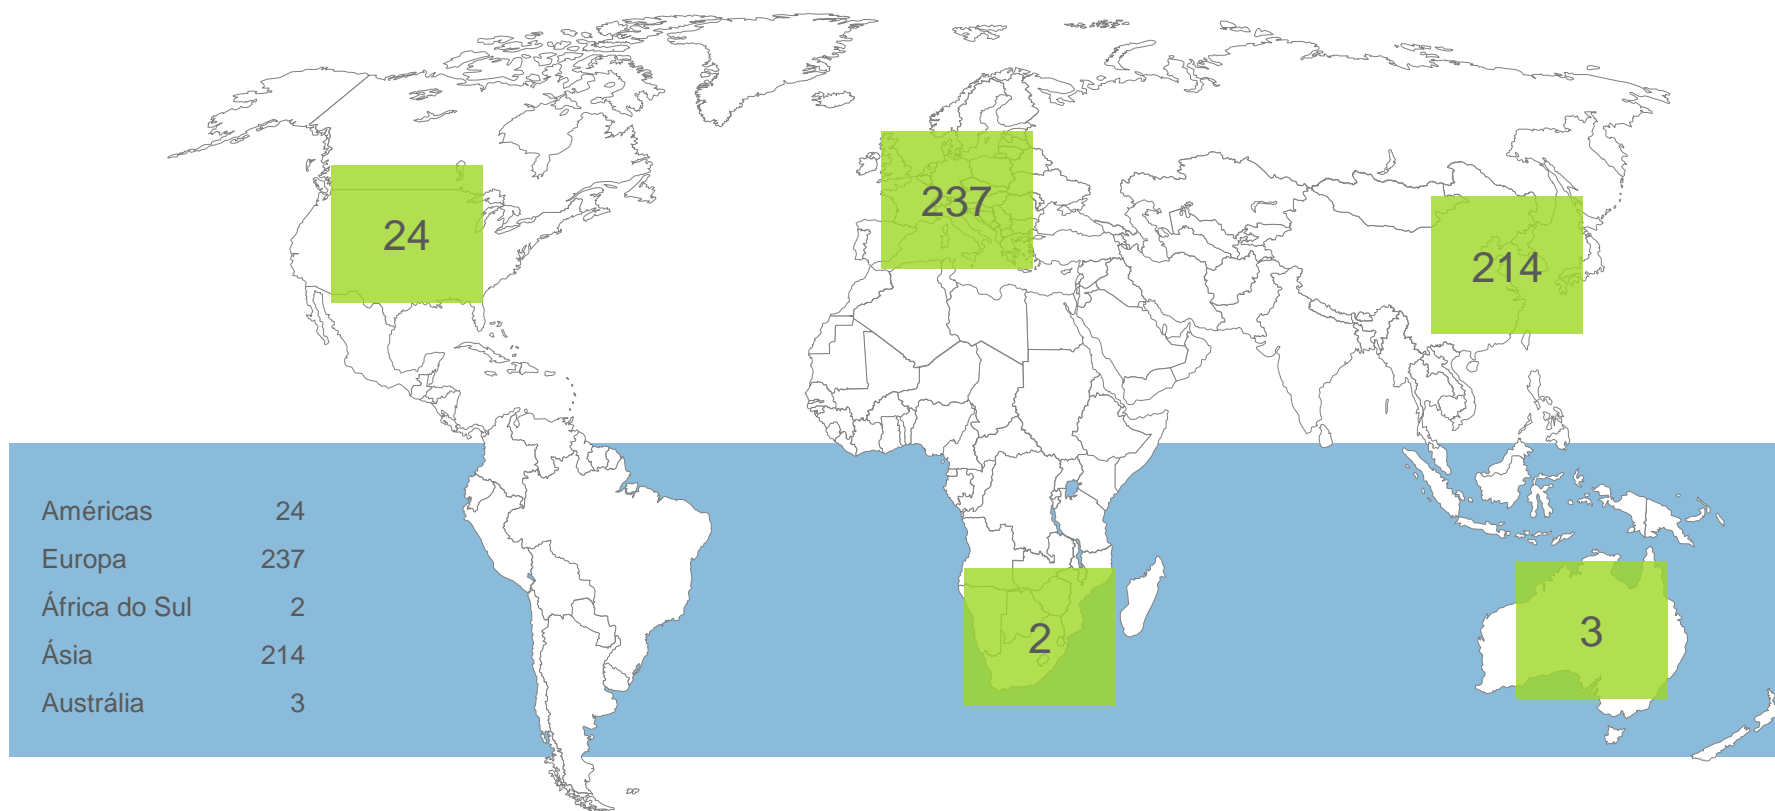 237
24
214
Américas 24
Europa 237
África do Sul 2
Ásia 214
Austrália 3
2
3